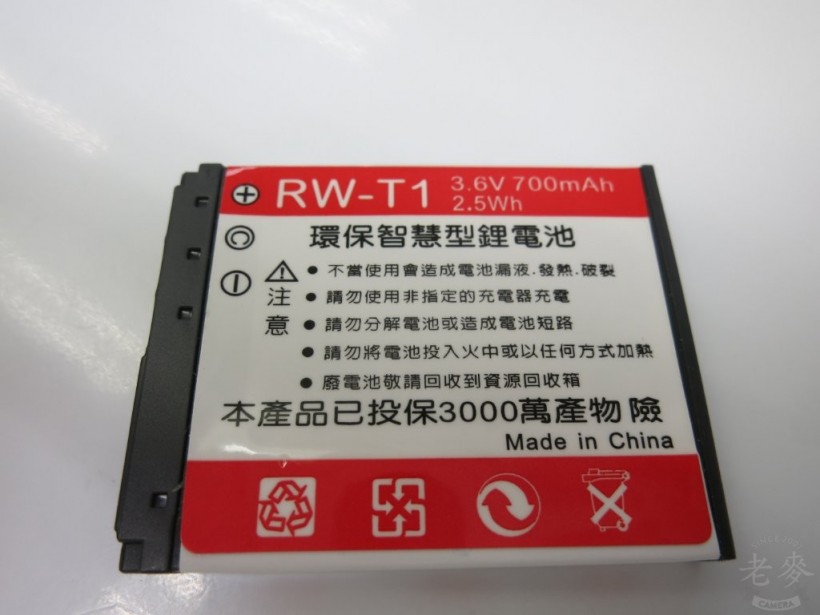 RW-T1 3.6V 700mAh
2.5Wh
環保智慧型鋰電池
注意
●不當使用會造成電池漏液.發熱.破裂
●請勿使用非指定的充電器充電
●請勿分解電池或造成電池短路
●請勿將電池投入火中或以任何方式加熱
●廢電池敬請回收到資源回收箱
本產品已投保3000萬產物險
Made in China
老麥
CAMERA